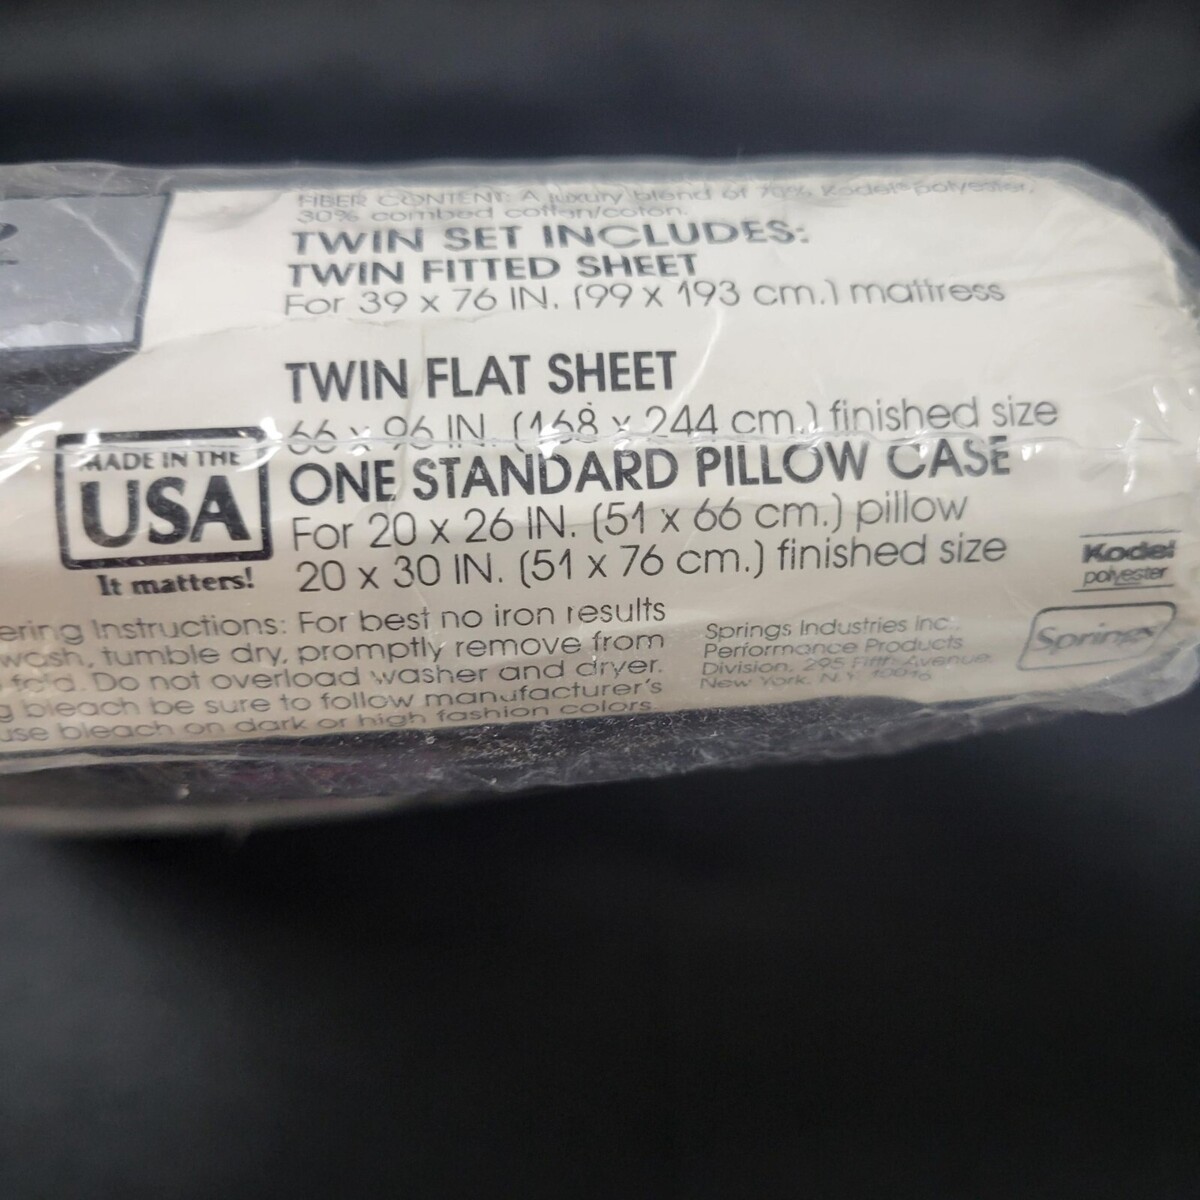 2
FIBER CONTENT: A luxury blend of 70% Kodel® polyester,
30% combed cotton/coton.
TWIN SET INCLUDES:
TWIN FITTED SHEET
For 39 x 76 IN. (99 x 193 cm.) mattress
TWIN FLAT SHEET
66 x 96 IN. (168 x 244 cm.) finished size
ONE STANDARD PILLOW CASE
For 20 x 26 IN. (51 x 66 cm.) pillow
20 x 30 IN. (51 x 76 cm.) finished size
MADE IN THE
USA
It matters!
ering Instructions: For best no iron results
wash, tumble dry, promptly remove from
fold. Do not overload washer and dryer.
g bleach be sure to follow manufacturer's
use bleach on dark or high fashion colors.
Springs Industries Inc.
Performance Products
Division, 295 Fifth Avenue
New York, N.Y. 10016
Kodel
polyester
Springs